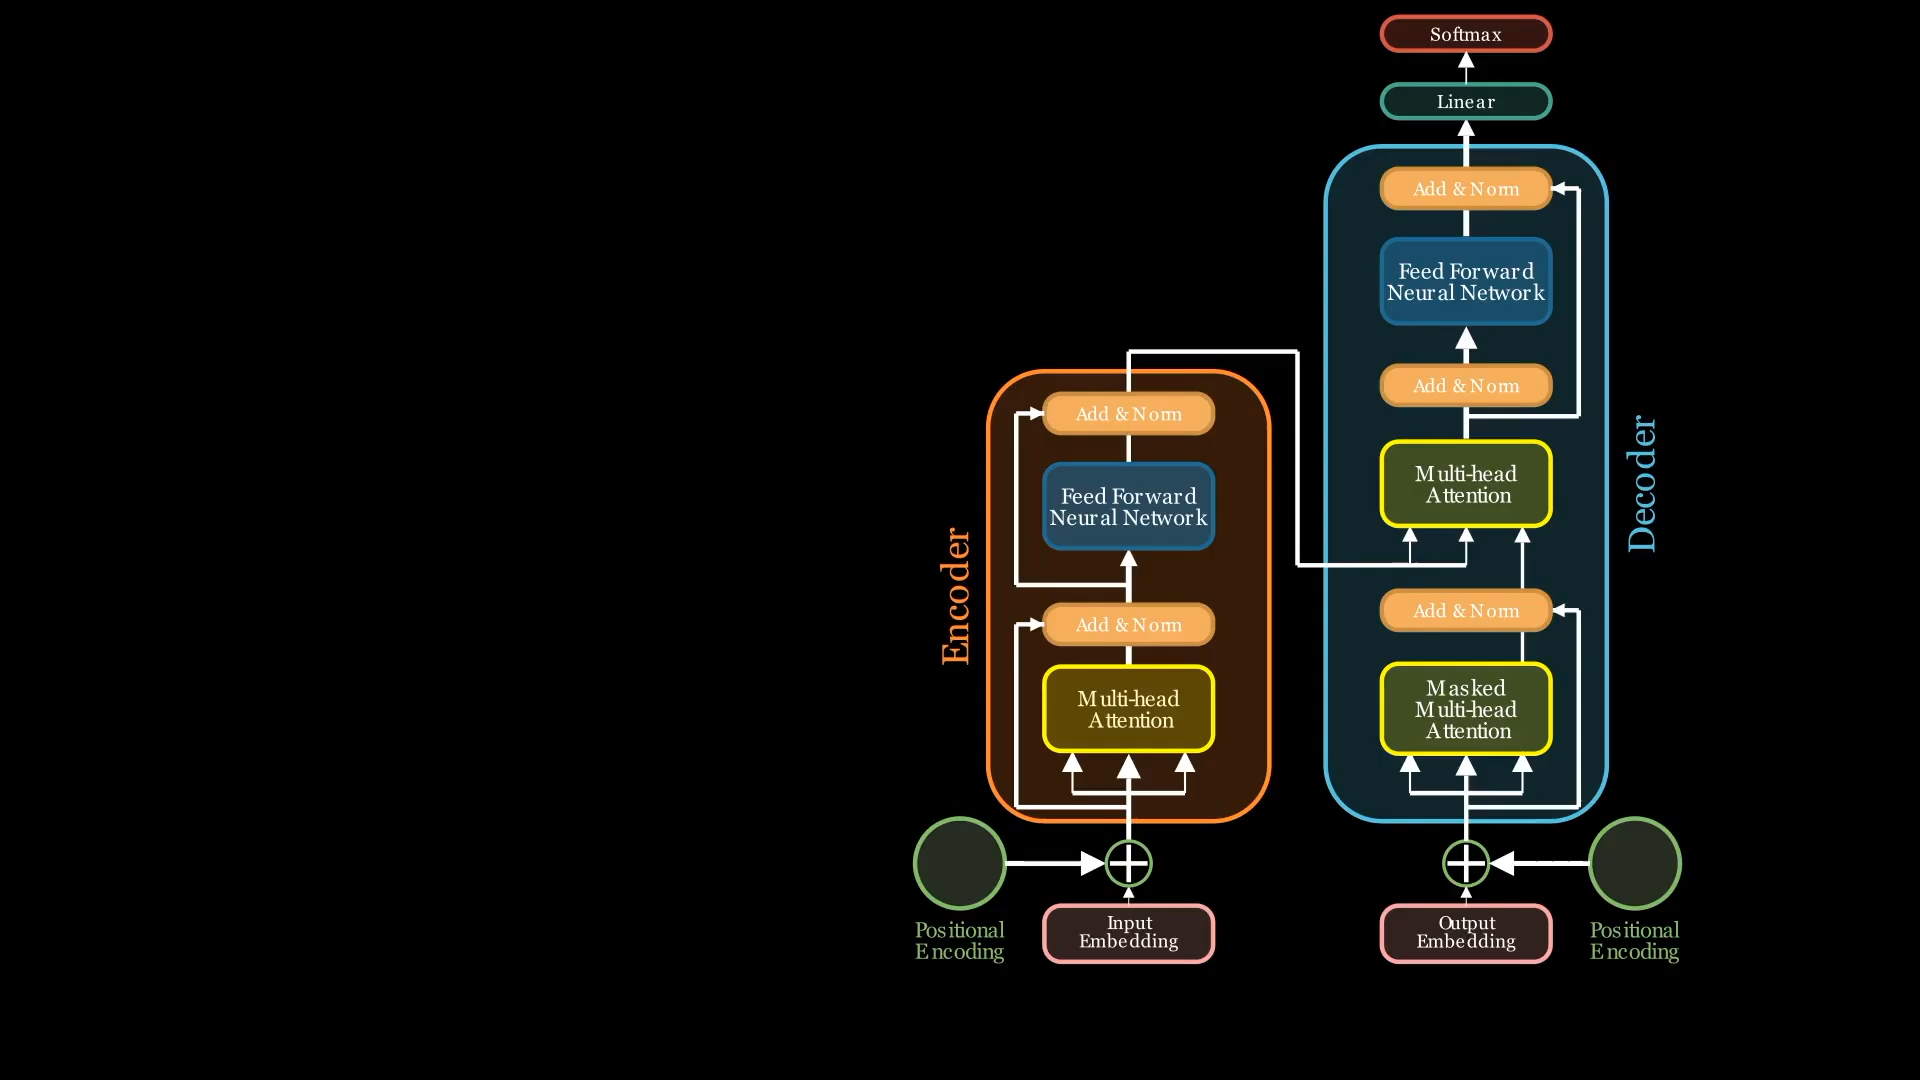 Softmax
Linear
Add & Norm
Feed Forward
Neural Network
Add & Norm
Multi-head
Attention
Add & Norm
Masked
Multi-head
Attention
Decoder
Add & Norm
Feed Forward
Neural Network
Add & Norm
Multi-head
Attention
Encoder
Positional
Encoding
Input
Embedding
Output
Embedding
Positional
Encoding